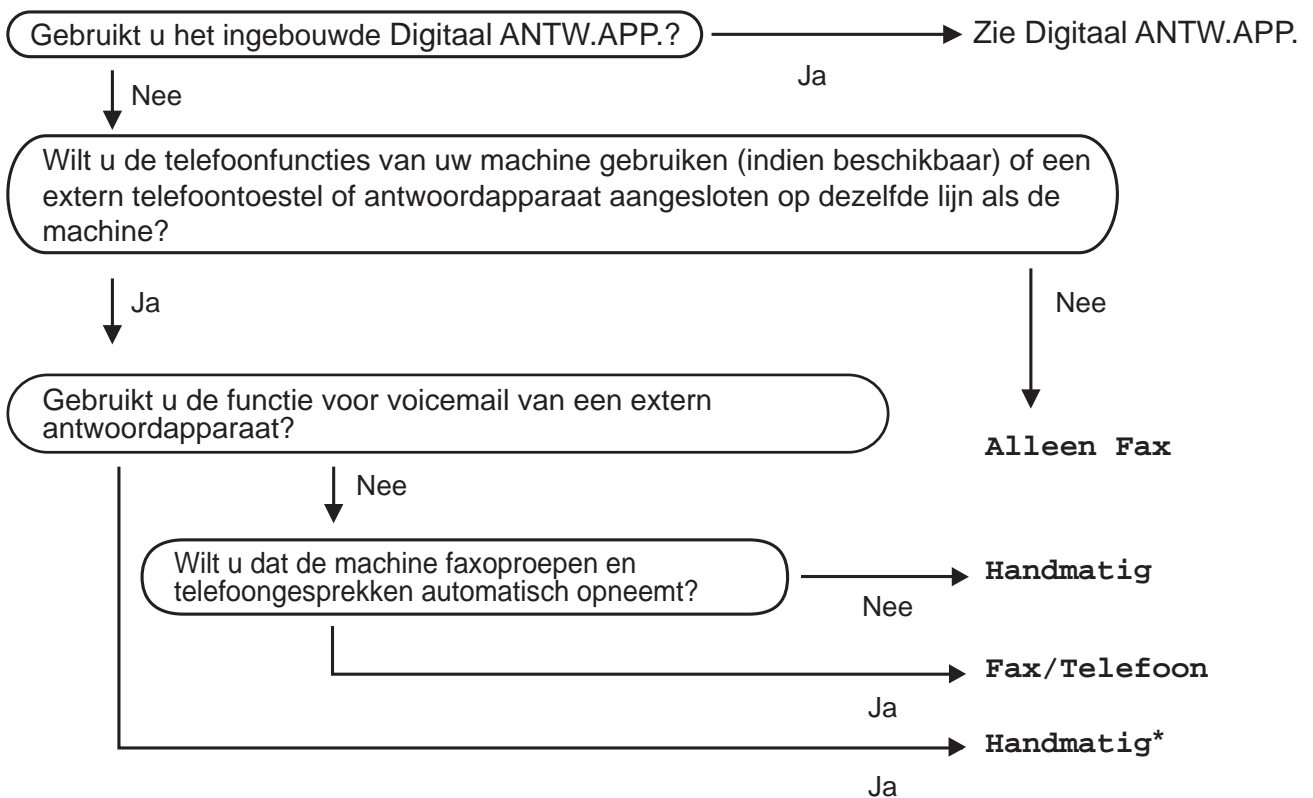 Gebruikt u het ingebouwde Digitaal ANTW.APP.?
Zie Digitaal ANTW.APP.
Ja
Nee
Wilt u de telefoonfuncties van uw machine gebruiken (indien beschikbaar) of een
extern telefoontoestel of antwoordapparaat aangesloten op dezelfde lijn als de
machine?
Ja
Nee
Gebruikt u de functie voor voicemail van een extern
antwoordapparaat?
Alleen Fax
Nee
Wilt u dat de machine faxoproepen en
telefoongesprekken automatisch opneemt?
Handmatig
Nee
Fax/Telefoon
Ja
Handmatig*
Ja